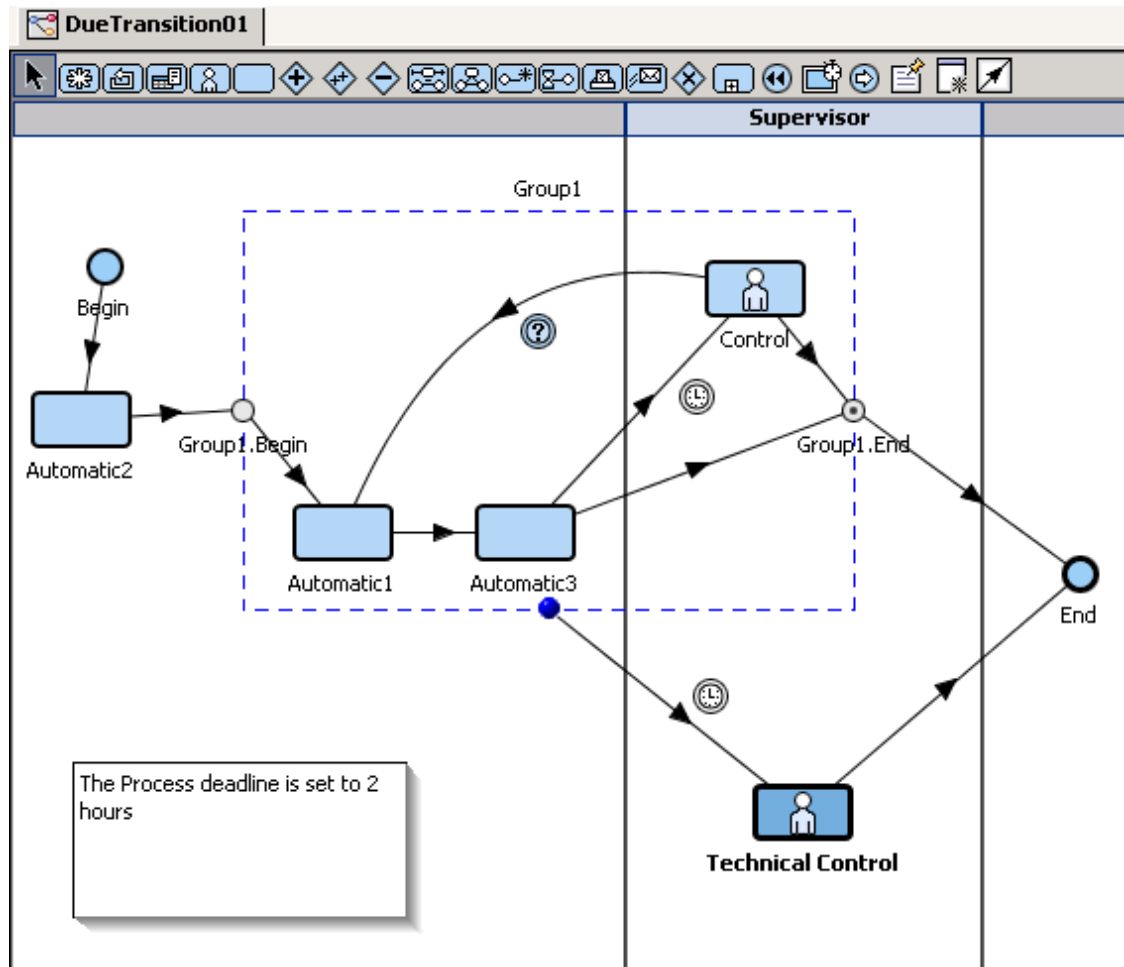 DueTransition01
Supervisor
Group1
Begin
Control
Group1.Begin
Group1.End
Automatic2
Automatic1
Automatic3
End
The Process deadline is set to 2
hours
Technical Control